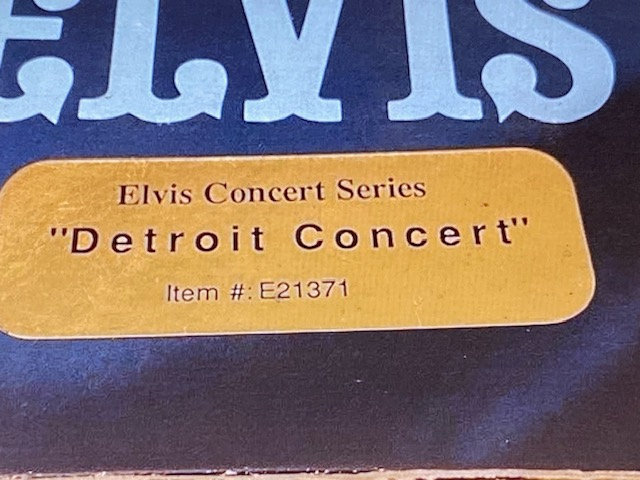 ELVIS
Elvis Concert Series
"Detroit Concert"
Item #: E21371